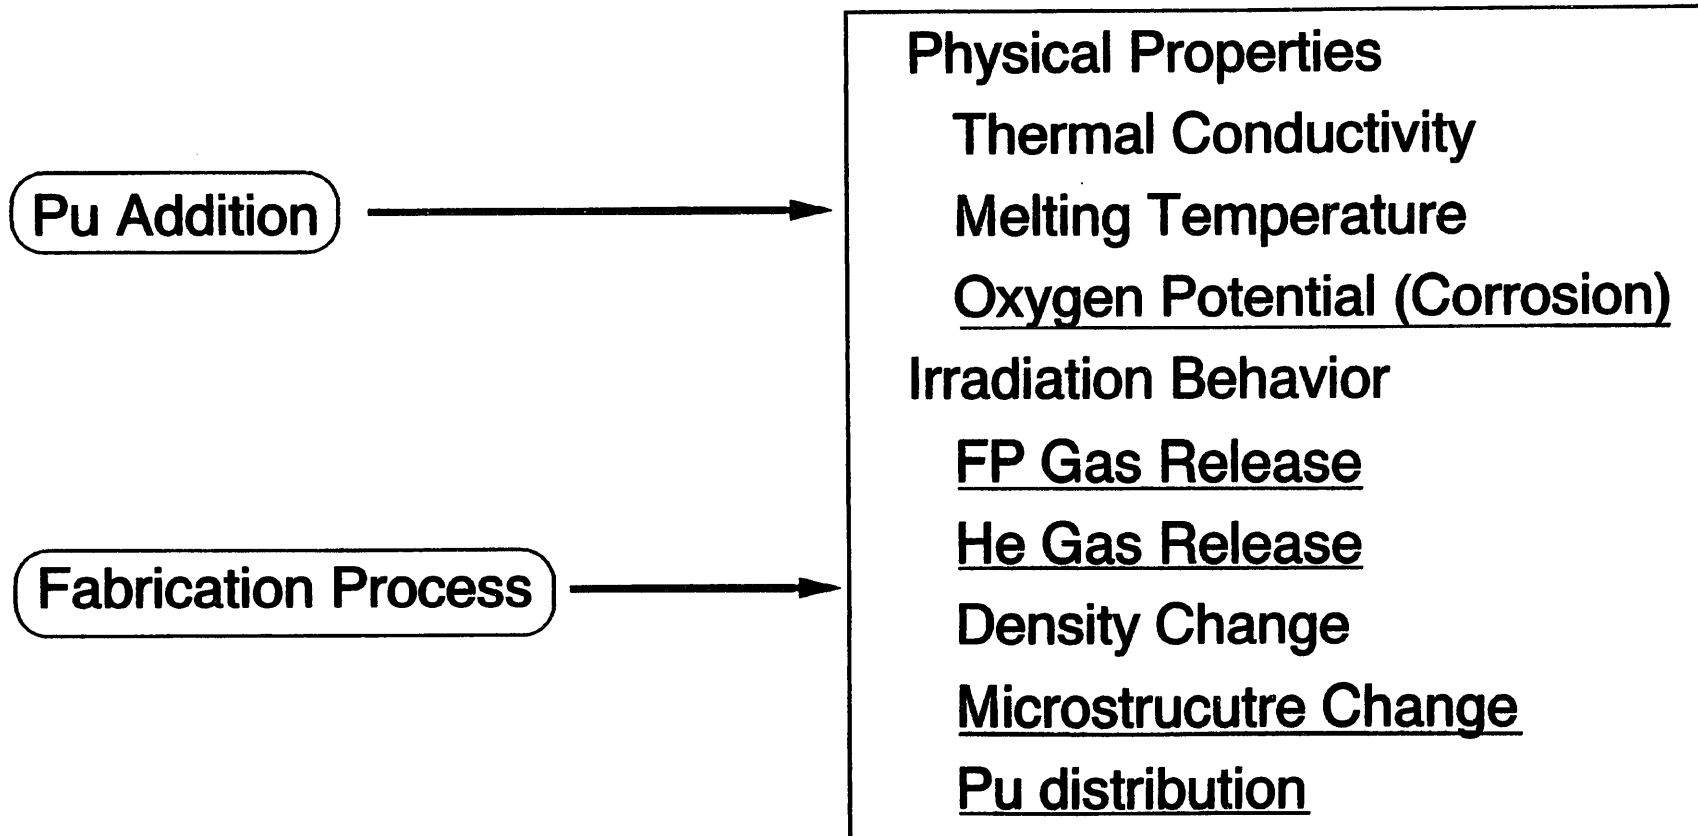 Pu Addition
Fabrication Process
Physical Properties
Thermal Conductivity
Melting Temperature
Oxygen Potential (Corrosion)
Irradiation Behavior
FP Gas Release
He Gas Release
Density Change
Microstrucutre Change
Pu distribution